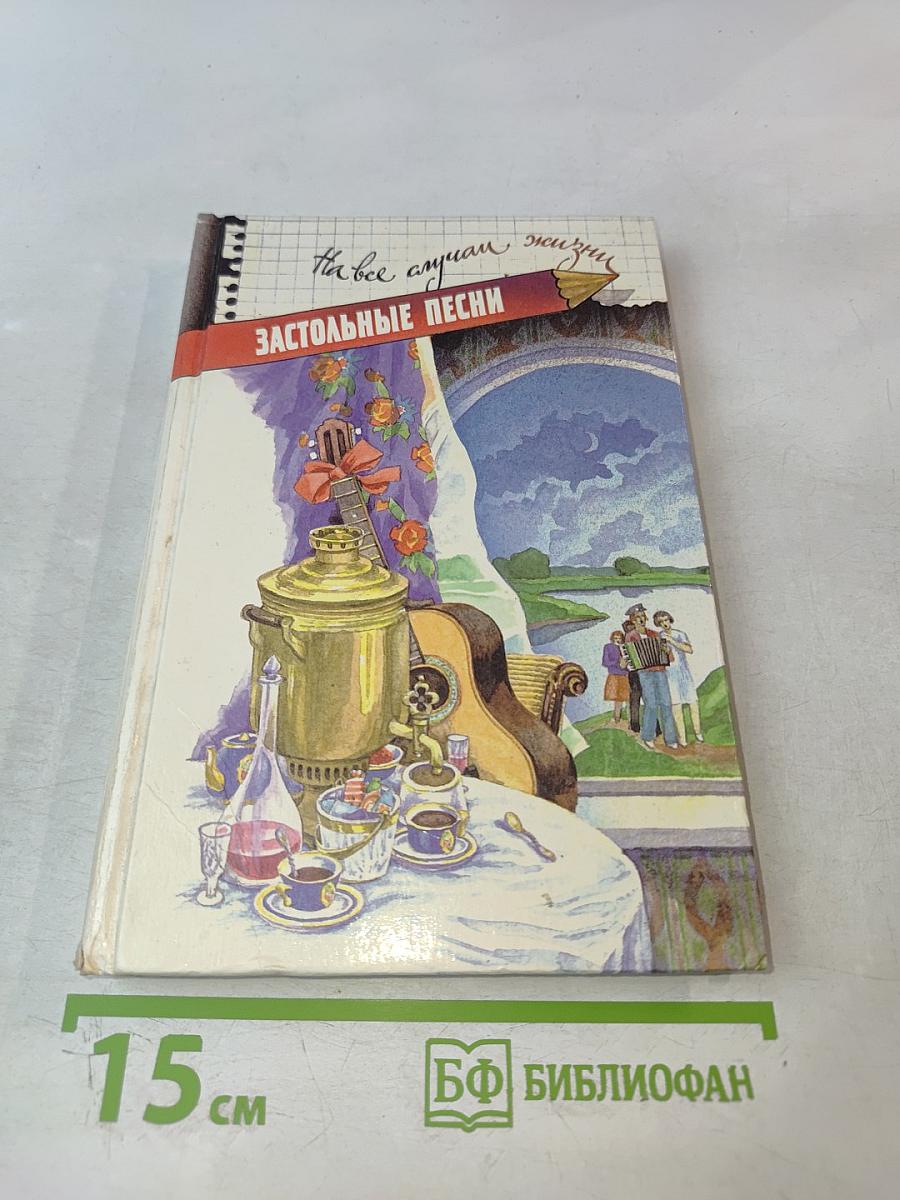 На все случаи жизни
ЗАСТОЛЬНЫЕ ПЕСНИ
15 см
БФ БИБЛИОФАН